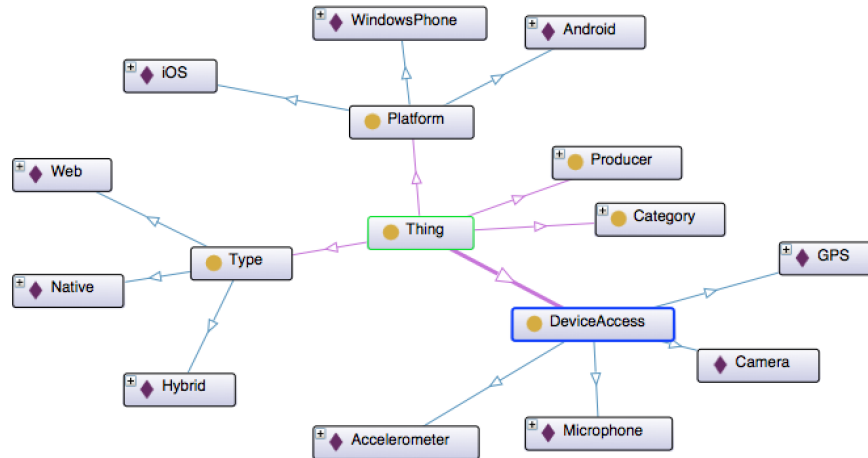 WindowsPhone
Android
iOS
Platform
Producer
Web
Category
Thing
GPS
Type
Native
DeviceAccess
Camera
Hybrid
Microphone
Accelerometer